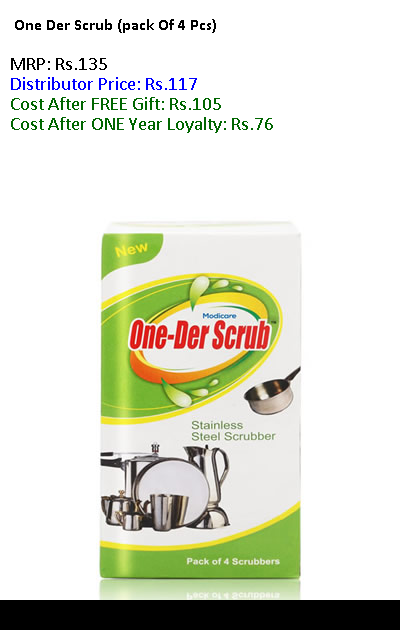 One Der Scrub (pack Of 4 Pcs)
MRP: Rs.135
Distributor Price: Rs.117
Cost After FREE Gift: Rs.105
Cost After ONE Year Loyalty: Rs.76
New
Modicare
One-Der Scrub™
Stainless
Steel Scrubber
Pack of 4 Scrubbers